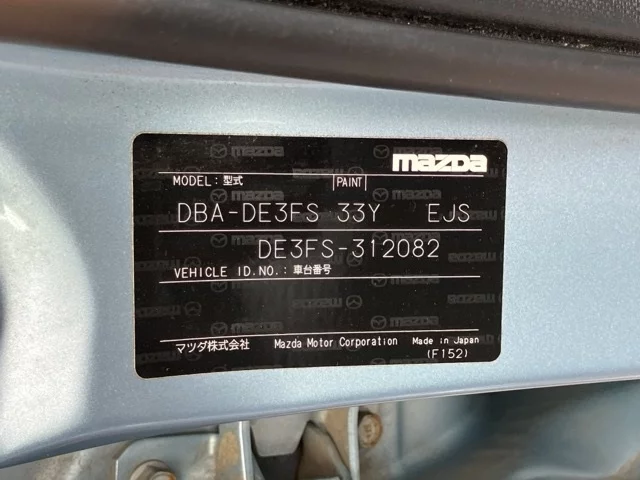 mazda
MODEL:型式 PAINT
DBA-DE3FS 33Y EJS
DE3FS-312082
VEHICLE ID.NO.:車台番号
マツダ株式会社 Mazda Motor Corporation Made in Japan
(F152)